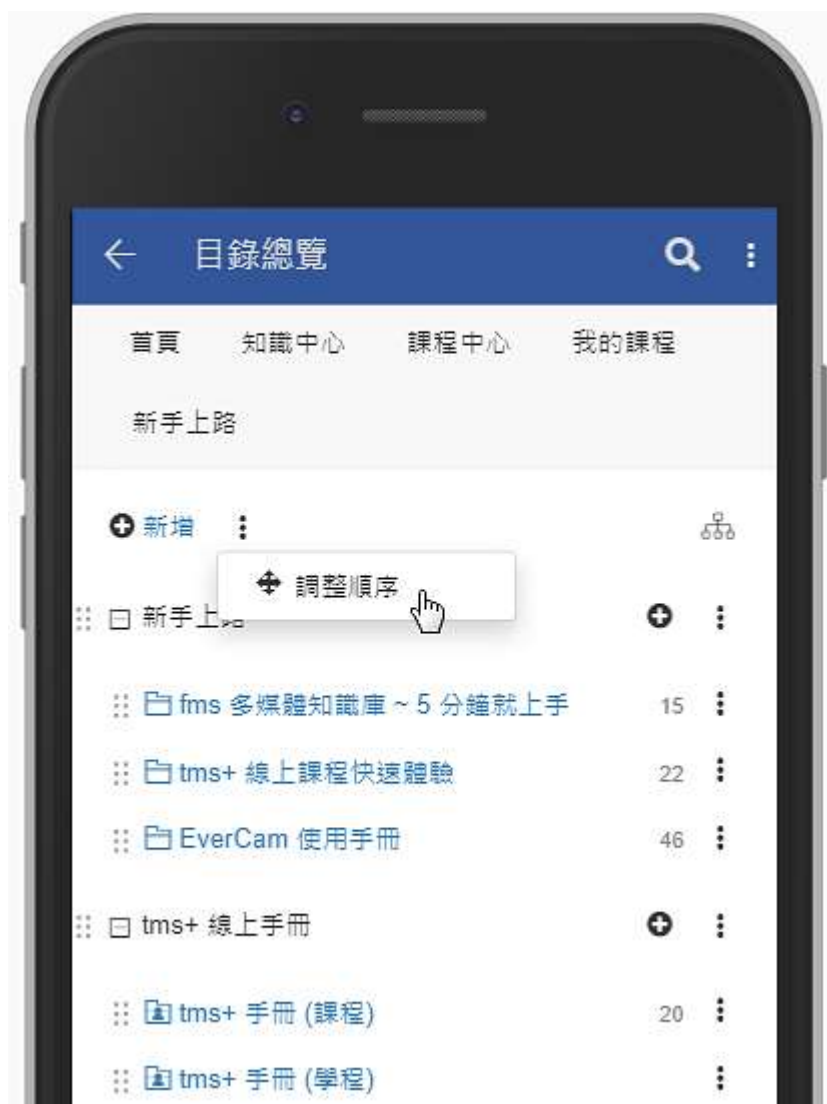 目錄總覽
首頁 知識中心 課程中心 我的課程
新手上路
新增
調整順序
新手上
fms 多媒體知識庫 ~ 5 分鐘就上手 15
tms+ 線上課程快速體驗 22
EverCam 使用手冊 46
tms+ 線上手冊
tms+ 手冊 (課程) 20
tms+ 手冊 (學程)